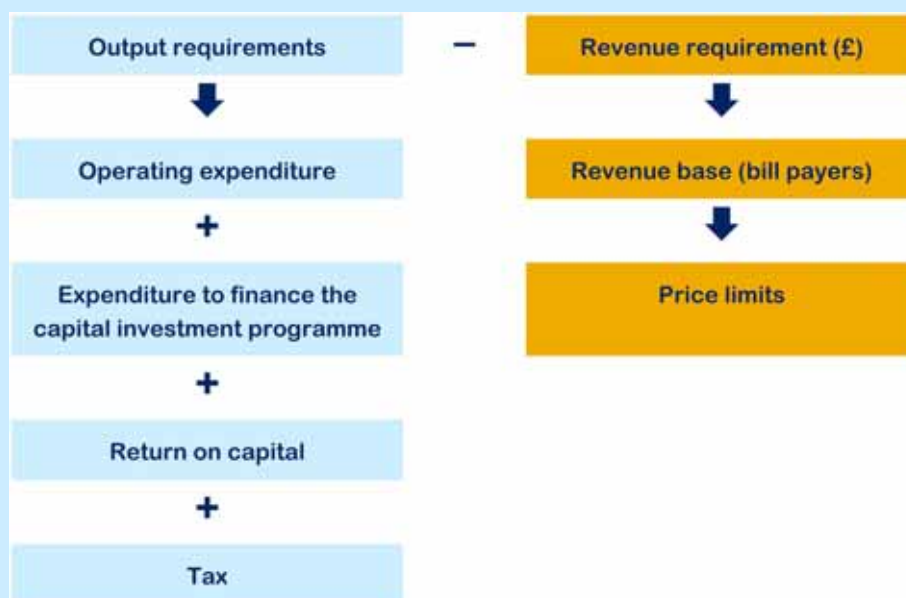 Output requirements
–
Revenue requirement (£)
Operating expenditure
Revenue base (bill payers)
+
Expenditure to finance the
capital investment programme
Price limits
+
Return on capital
+
Tax